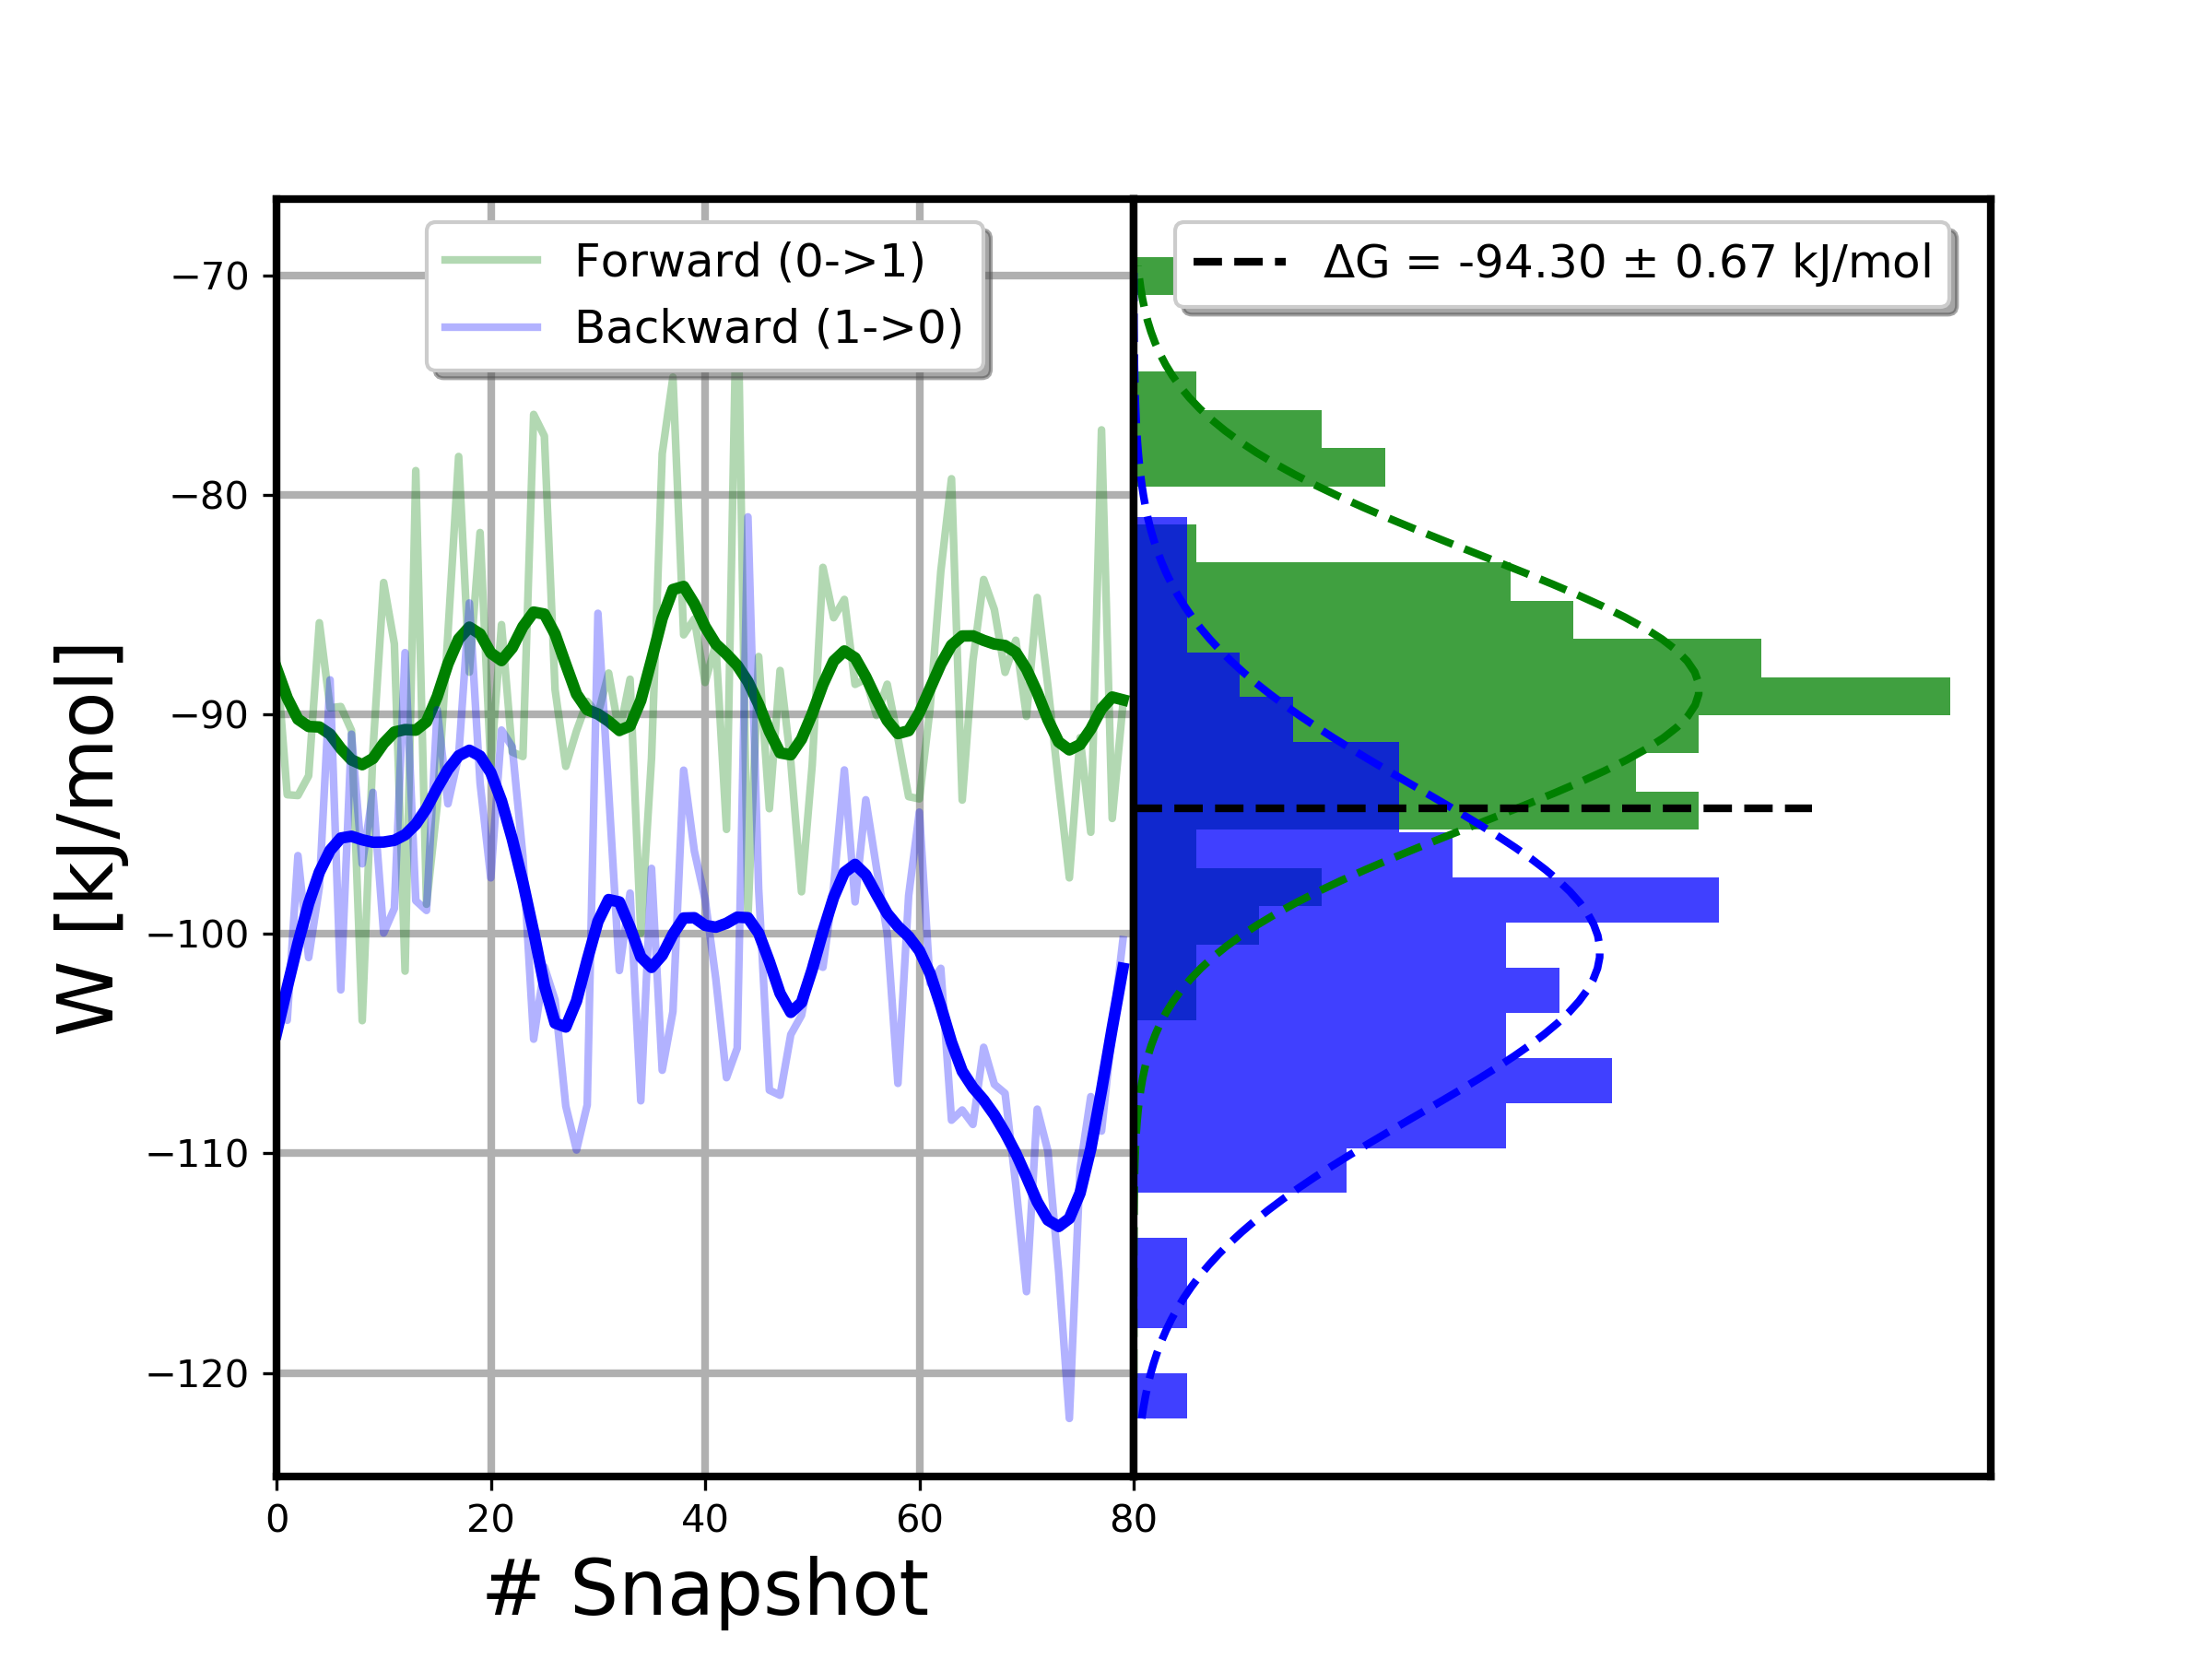 Forward (0->1)
Backward (1->0)
ΔG = -94.30 ± 0.67 kJ/mol
−70
−80
−90
−100
−110
−120
W [kJ/mol]
0 20 40 60 80
# Snapshot